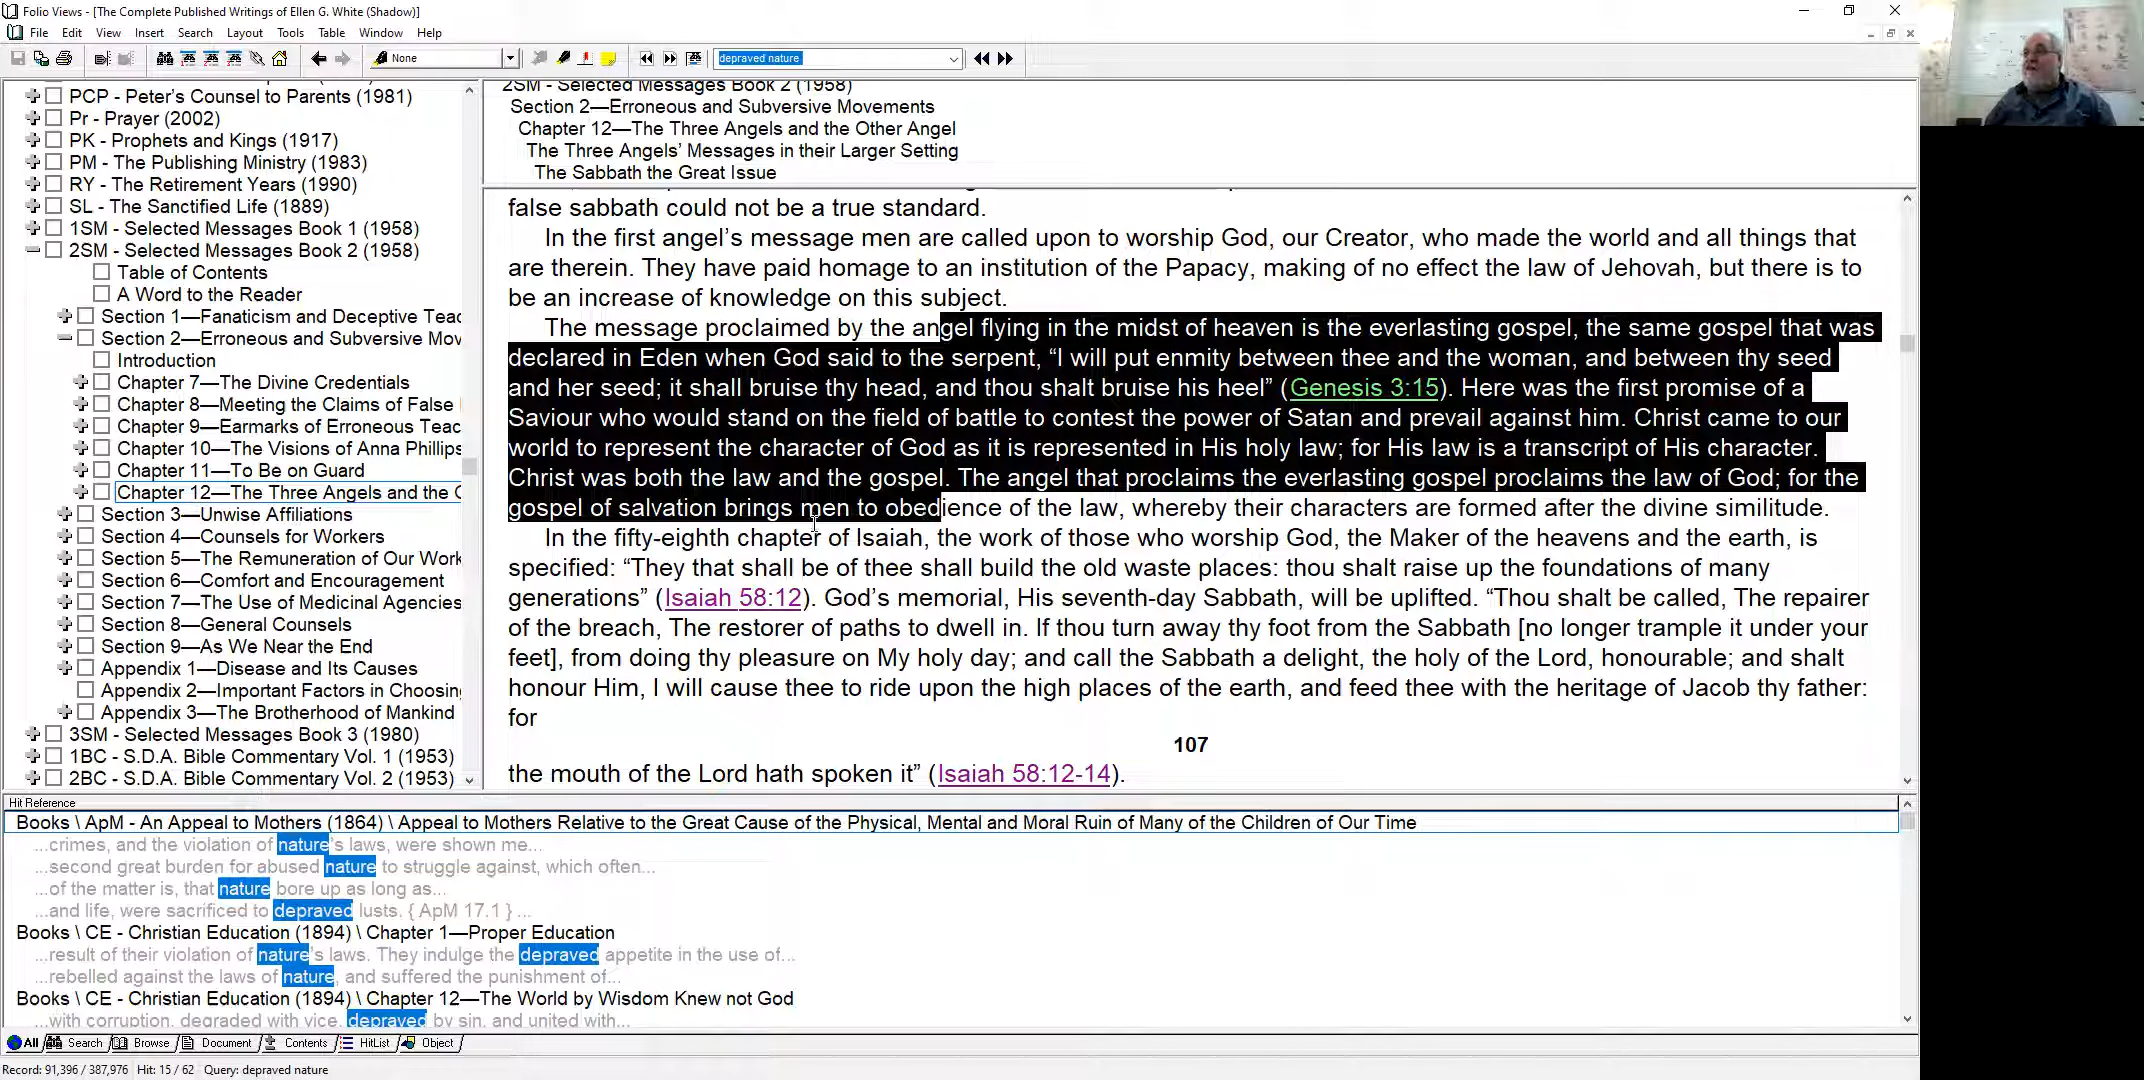 Folio Views - [The Complete Published Writings of Ellen G. White (Shadow)]
File Edit View Insert Search Layout Tools Table Window Help
None
depraved nature
PCP - Peter's Counsel to Parents (1981)
Pr - Prayer (2002)
PK - Prophets and Kings (1917)
PM - The Publishing Ministry (1983)
RY - The Retirement Years (1990)
SL - The Sanctified Life (1889)
1SM - Selected Messages Book 1 (1958)
2SM - Selected Messages Book 2 (1958)
Table of Contents
A Word to the Reader
Section 1—Fanaticism and Deceptive Teac
Section 2—Erroneous and Subversive Mov
Introduction
Chapter 7—The Divine Credentials
Chapter 8—Meeting the Claims of False
Chapter 9—Earmarks of Erroneous Teac
Chapter 10—The Visions of Anna Phillips
Chapter 11—To Be on Guard
Chapter 12—The Three Angels and the O
Section 3—Unwise Affiliations
Section 4—Counsels for Workers
Section 5—The Remuneration of Our Work
Section 6—Comfort and Encouragement
Section 7—The Use of Medicinal Agencies
Section 8—General Counsels
Section 9—As We Near the End
Appendix 1—Disease and Its Causes
Appendix 2—Important Factors in Choosing
Appendix 3—The Brotherhood of Mankind
3SM - Selected Messages Book 3 (1980)
1BC - S.D.A. Bible Commentary Vol. 1 (1953)
2BC - S.D.A. Bible Commentary Vol. 2 (1953)
2SM - Selected Messages Book 2 (1958)
Section 2—Erroneous and Subversive Movements
Chapter 12—The Three Angels and the Other Angel
The Three Angels' Messages in their Larger Setting
The Sabbath the Great Issue
false sabbath could not be a true standard.
In the first angel's message men are called upon to worship God, our Creator, who made the world and all things that
are therein. They have paid homage to an institution of the Papacy, making of no effect the law of Jehovah, but there is to
be an increase of knowledge on this subject.
The message proclaimed by the angel flying in the midst of heaven is the everlasting gospel, the same gospel that was
declared in Eden when God said to the serpent, “I will put enmity between thee and the woman, and between thy seed
and her seed; it shall bruise thy head, and thou shalt bruise his heel” (Genesis 3:15). Here was the first promise of a
Saviour who would stand on the field of battle to contest the power of Satan and prevail against him. Christ came to our
world to represent the character of God as it is represented in His holy law; for His law is a transcript of His character.
Christ was both the law and the gospel. The angel that proclaims the everlasting gospel proclaims the law of God; for the
gospel of salvation brings men to obedience of the law, whereby their characters are formed after the divine similitude.
In the fifty-eighth chapter of Isaiah, the work of those who worship God, the Maker of the heavens and the earth, is
specified: “They that shall be of thee shall build the old waste places: thou shalt raise up the foundations of many
generations” (Isaiah 58:12). God's memorial, His seventh-day Sabbath, will be uplifted. “Thou shalt be called, The repairer
of the breach, The restorer of paths to dwell in. If thou turn away thy foot from the Sabbath [no longer trample it under your
feet], from doing thy pleasure on My holy day; and call the Sabbath a delight, the holy of the Lord, honourable; and shalt
honour Him, I will cause thee to ride upon the high places of the earth, and feed thee with the heritage of Jacob thy father:
for
107
the mouth of the Lord hath spoken it” (Isaiah 58:12-14).
Hit Reference
Books \ ApM - An Appeal to Mothers (1864) \ Appeal to Mothers Relative to the Great Cause of the Physical, Mental and Moral Ruin of Many of the Children of Our Time
...crimes, and the violation of nature's laws, were shown me...
...second great burden for abused nature to struggle against, which often...
...of the matter is, that nature bore up as long as...
...and life, were sacrificed to depraved lusts. { ApM 17.1 } ...
Books \ CE - Christian Education (1894) \ Chapter 1—Proper Education
...result of their violation of nature's laws. They indulge the depraved appetite in the use of...
...rebelled against the laws of nature, and suffered the punishment of...
Books \ CE - Christian Education (1894) \ Chapter 12—The World by Wisdom Knew not God
...with corruption, degraded with vice, depraved by sin, and united with...
All Search Browse Document Contents HitList Object
Record: 91,396 / 387,976 Hit: 15 / 62 Query: depraved nature